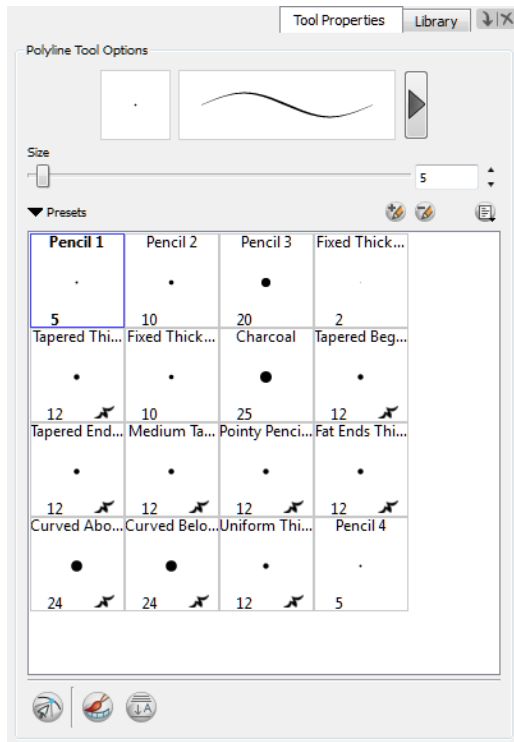 Tool Properties Library
Polyline Tool Options
Size
5
Presets
Pencil 1 Pencil 2 Pencil 3 Fixed Thick...
5 10 20 2
Tapered Thi... Fixed Thick... Charcoal Tapered Beg...
12 10 25 12
Tapered End... Medium Ta... Pointy Penci... Fat Ends Thi...
12 12 12 12
Curved Abo... Curved Belo... Uniform Thi... Pencil 4
24 24 12 5
A